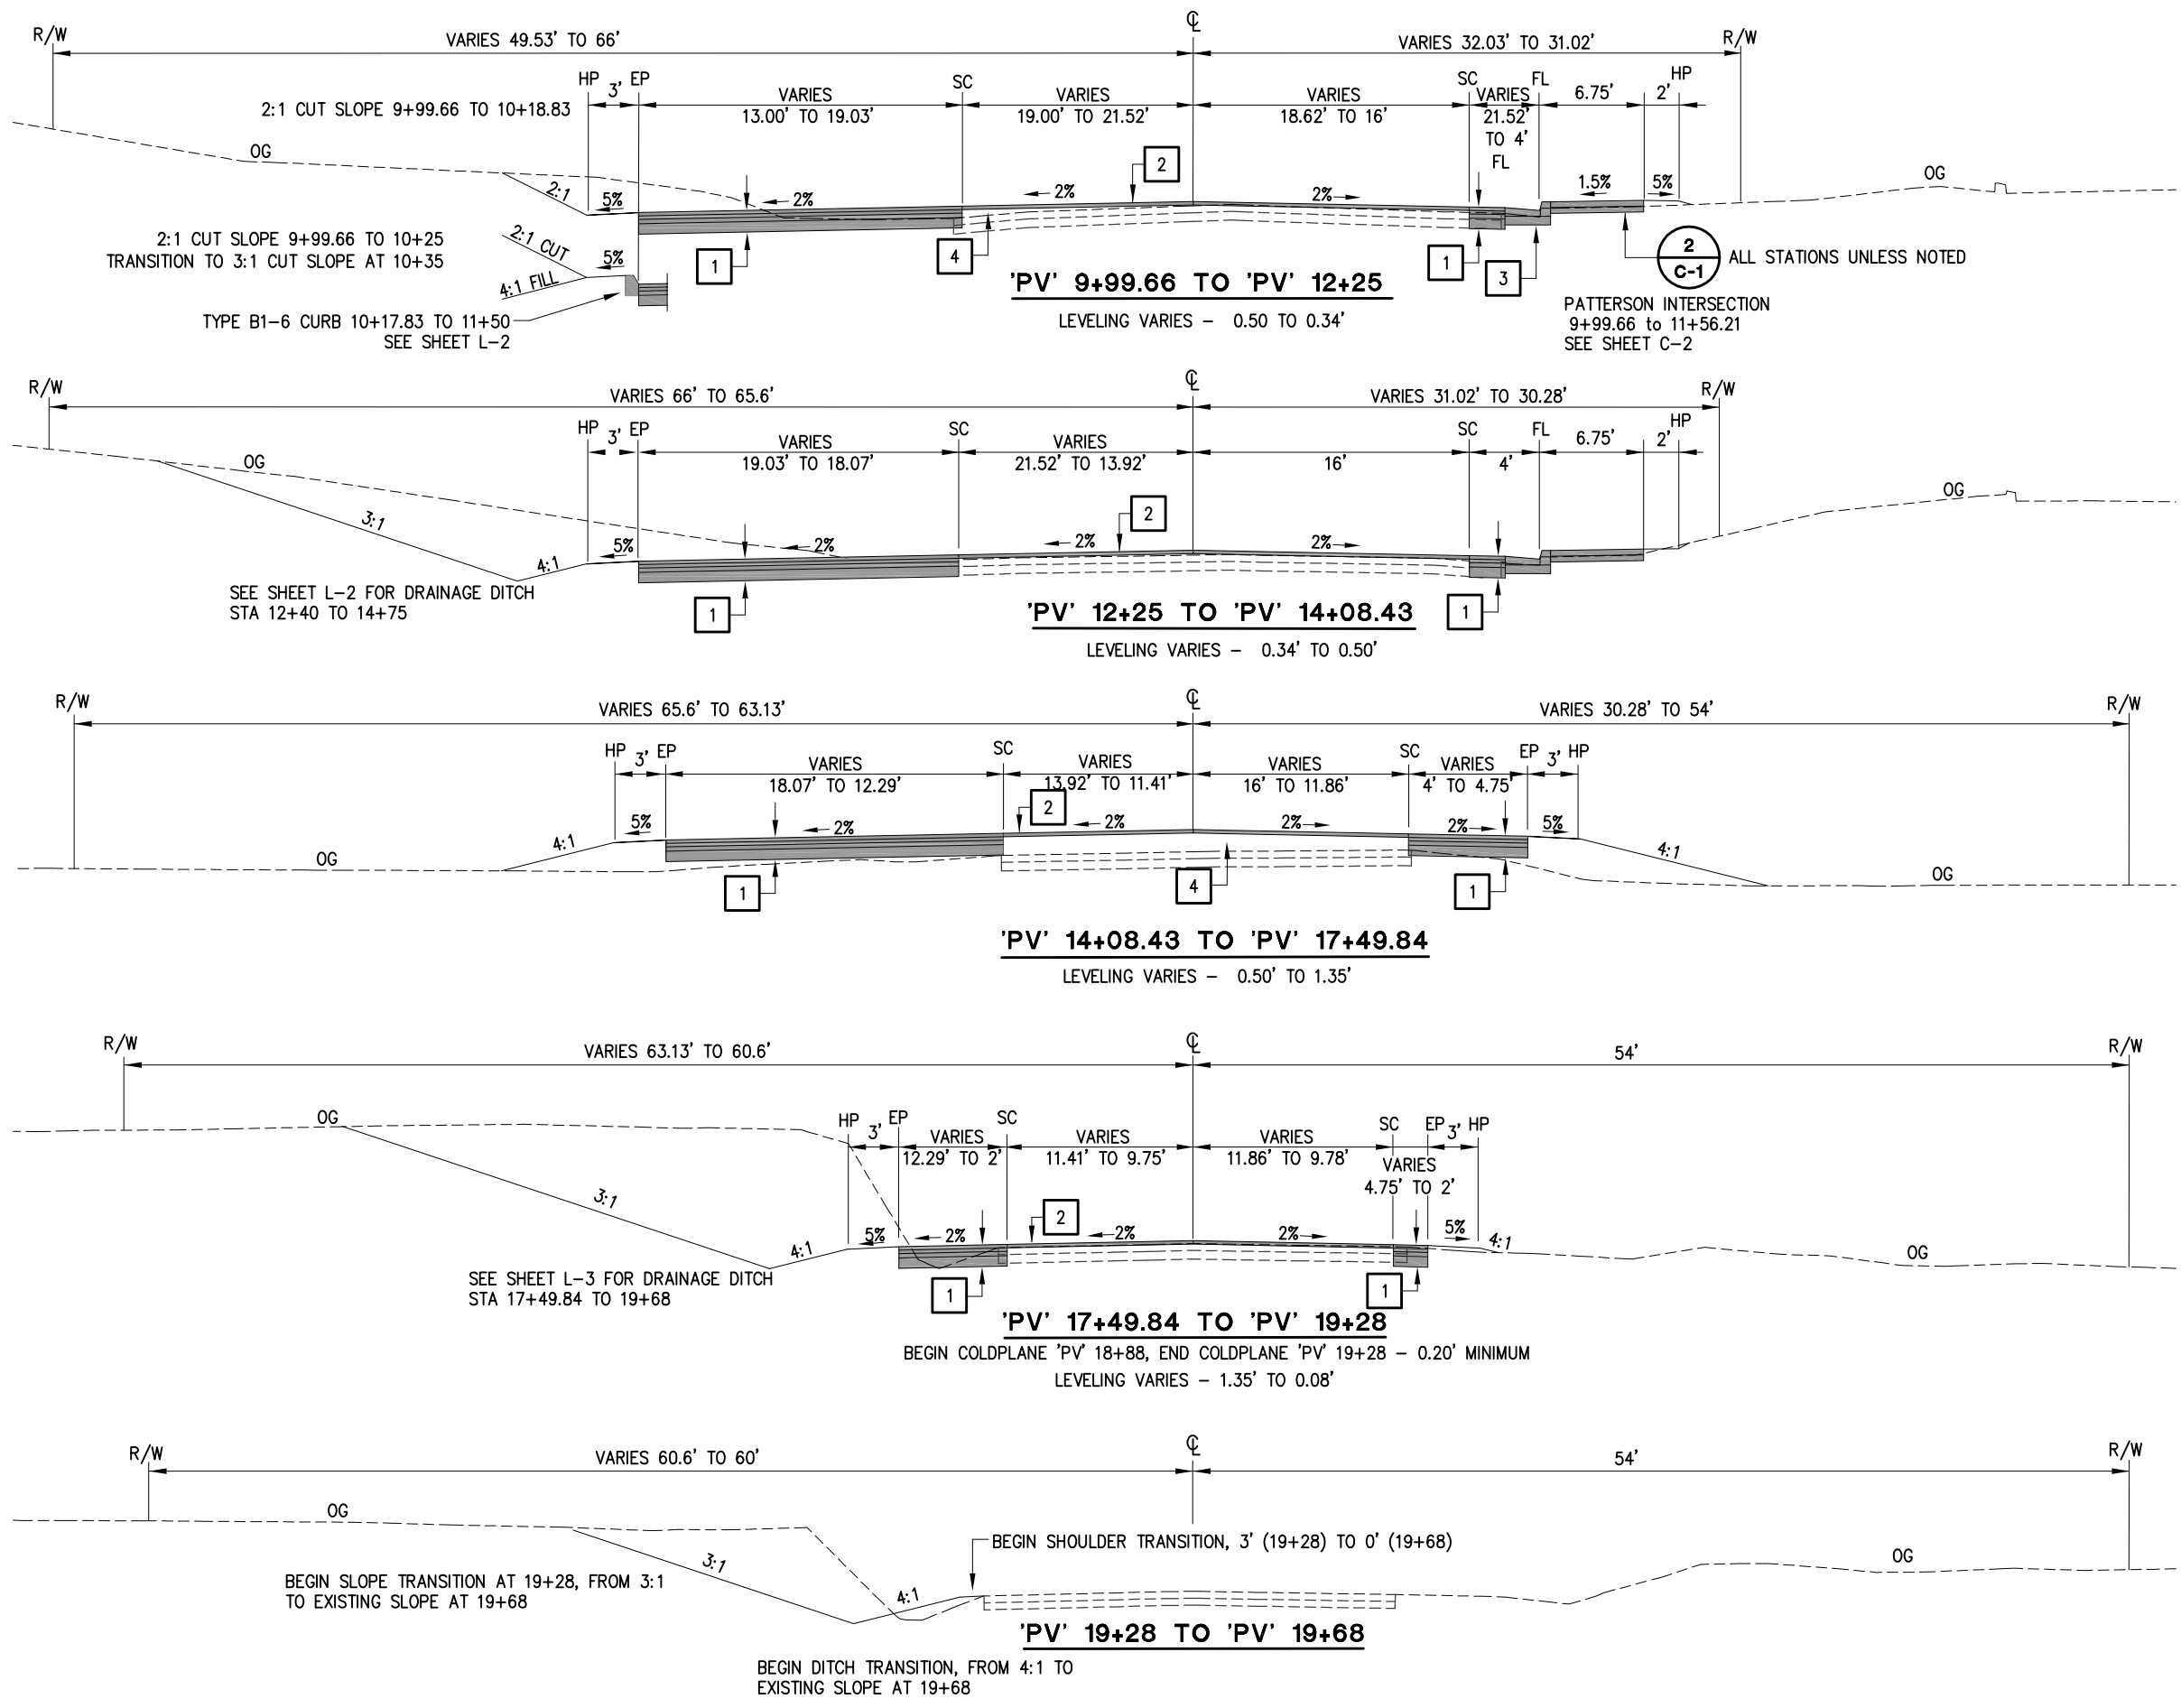 R/W
VARIES 49.53' TO 66'
℄
VARIES 32.03' TO 31.02'
R/W
HP
3'
EP
SC
SC
FL
HP
2:1 CUT SLOPE 9+99.66 TO 10+18.83
VARIES
13.00' TO 19.03'
VARIES
19.00' TO 21.52'
VARIES
18.62' TO 16'
VARIES
21.52'
TO 4'
FL
6.75'
2'
OG
2:1
5%
2%
2%
2
2%
1.5%
5%
OG
2:1 CUT SLOPE 9+99.66 TO 10+25
TRANSITION TO 3:1 CUT SLOPE AT 10+35
2:1 CUT
5%
4:1 FILL
1
4
1
3
2
C-1
ALL STATIONS UNLESS NOTED
'PV' 9+99.66 TO 'PV' 12+25
LEVELING VARIES - 0.50 TO 0.34'
TYPE B1-6 CURB 10+17.83 TO 11+50
SEE SHEET L-2
PATTERSON INTERSECTION
9+99.66 to 11+56.21
SEE SHEET C-2
R/W
VARIES 66' TO 65.6'
℄
VARIES 31.02' TO 30.28'
R/W
HP
3'
EP
VARIES
19.03' TO 18.07'
SC
VARIES
21.52' TO 13.92'
16'
SC
4'
FL
6.75'
2'
HP
OG
3:1
4:1
5%
2%
2%
2
2%
OG
SEE SHEET L-2 FOR DRAINAGE DITCH
STA 12+40 TO 14+75
1
1
'PV' 12+25 TO 'PV' 14+08.43
LEVELING VARIES - 0.34' TO 0.50'
R/W
VARIES 65.6' TO 63.13'
℄
VARIES 30.28' TO 54'
R/W
HP
3'
EP
VARIES
18.07' TO 12.29'
SC
VARIES
13.92' TO 11.41'
VARIES
16' TO 11.86'
SC
VARIES
4' TO 4.75'
EP
3'
HP
OG
4:1
5%
2%
2
2%
2%
2%
5%
4:1
OG
1
4
1
'PV' 14+08.43 TO 'PV' 17+49.84
LEVELING VARIES - 0.50' TO 1.35'
R/W
VARIES 63.13' TO 60.6'
℄
54'
R/W
OG
HP
3'
EP
VARIES
12.29' TO 2'
SC
VARIES
11.41' TO 9.75'
VARIES
11.86' TO 9.78'
SC
VARIES
4.75' TO 2'
EP
3'
HP
3:1
4:1
5%
2%
2
2%
2%
5%
4:1
OG
SEE SHEET L-3 FOR DRAINAGE DITCH
STA 17+49.84 TO 19+68
1
1
'PV' 17+49.84 TO 'PV' 19+28
BEGIN COLDPLANE 'PV' 18+88, END COLDPLANE 'PV' 19+28 - 0.20' MINIMUM
LEVELING VARIES - 1.35' TO 0.08'
R/W
VARIES 60.6' TO 60'
℄
54'
R/W
OG
BEGIN SHOULDER TRANSITION, 3' (19+28) TO 0' (19+68)
OG
3:1
4:1
BEGIN SLOPE TRANSITION AT 19+28, FROM 3:1
TO EXISTING SLOPE AT 19+68
'PV' 19+28 TO 'PV' 19+68
BEGIN DITCH TRANSITION, FROM 4:1 TO
EXISTING SLOPE AT 19+68